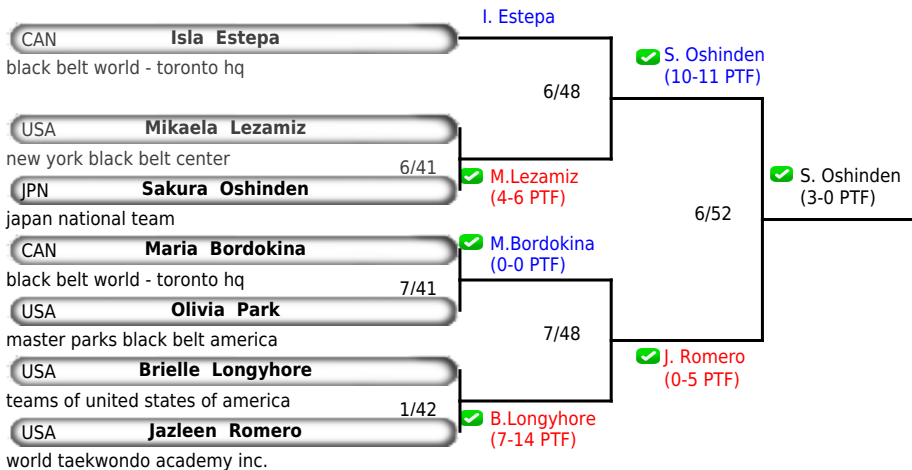 I. Estepa
CAN Isla Estepa
black belt world - toronto hq
S. Oshinden
(10-11 PTF)
6/48
USA Mikaela Lezamiz
new york black belt center
6/41
M.Lezamiz
(4-6 PTF)
JPN Sakura Oshinden
japan national team
S. Oshinden
(3-0 PTF)
6/52
CAN Maria Bordokina
black belt world - toronto hq
M.Bordokina
(0-0 PTF)
7/41
USA Olivia Park
master parks black belt america
7/48
J. Romero
(0-5 PTF)
USA Brielle Longyhore
teams of united states of america
1/42
B.Longyhore
(7-14 PTF)
USA Jazleen Romero
world taekwondo academy inc.